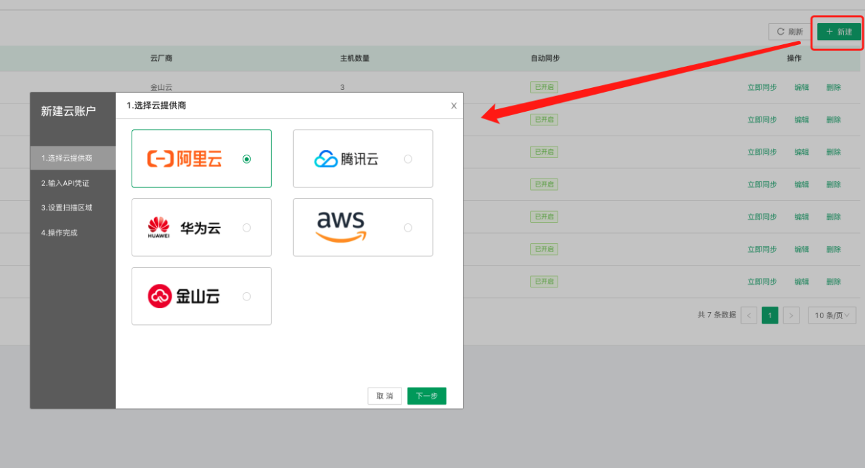 刷新
+ 新建
云厂商 主机数量 自动同步 操作
金山云 3 已开启 立即同步 编辑 删除
已开启 立即同步 编辑 删除
已开启 立即同步 编辑 删除
已开启 立即同步 编辑 删除
已开启 立即同步 编辑 删除
已开启 立即同步 编辑 删除
已开启 立即同步 编辑 删除
共 7 条数据 < 1 > 10 条/页
新建云账户
1.选择云提供商
2.输入API凭证
3.设置扫描区域
4.操作完成
1.选择云提供商 X
阿里云
腾讯云
HUAWEI 华为云
aws
金山云
取 消
下一步